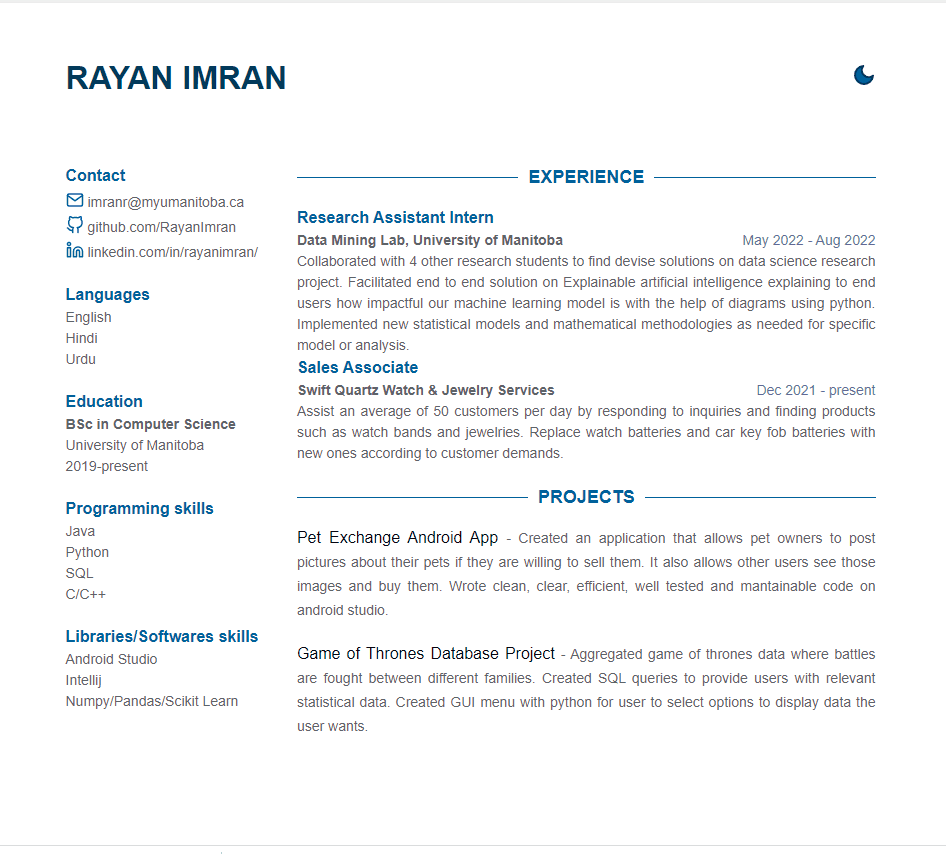 RAYAN IMRAN
Contact
imranr@myumanitoba.ca
github.com/RayanImran
linkedin.com/in/rayanimran/
Languages
English
Hindi
Urdu
Education
BSc in Computer Science
University of Manitoba
2019-present
Programming skills
Java
Python
SQL
C/C++
Libraries/Softwares skills
Android Studio
Intellij
Numpy/Pandas/Scikit Learn
EXPERIENCE
Research Assistant Intern
Data Mining Lab, University of Manitoba May 2022 - Aug 2022
Collaborated with 4 other research students to find devise solutions on data science research
project. Facilitated end to end solution on Explainable artificial intelligence explaining to end
users how impactful our machine learning model is with the help of diagrams using python.
Implemented new statistical models and mathematical methodologies as needed for specific
model or analysis.
Sales Associate
Swift Quartz Watch & Jewelry Services Dec 2021 - present
Assist an average of 50 customers per day by responding to inquiries and finding products
such as watch bands and jewelries. Replace watch batteries and car key fob batteries with
new ones according to customer demands.
PROJECTS
Pet Exchange Android App - Created an application that allows pet owners to post
pictures about their pets if they are willing to sell them. It also allows other users see those
images and buy them. Wrote clean, clear, efficient, well tested and mantainable code on
android studio.
Game of Thrones Database Project - Aggregated game of thrones data where battles
are fought between different families. Created SQL queries to provide users with relevant
statistical data. Created GUI menu with python for user to select options to display data the
user wants.